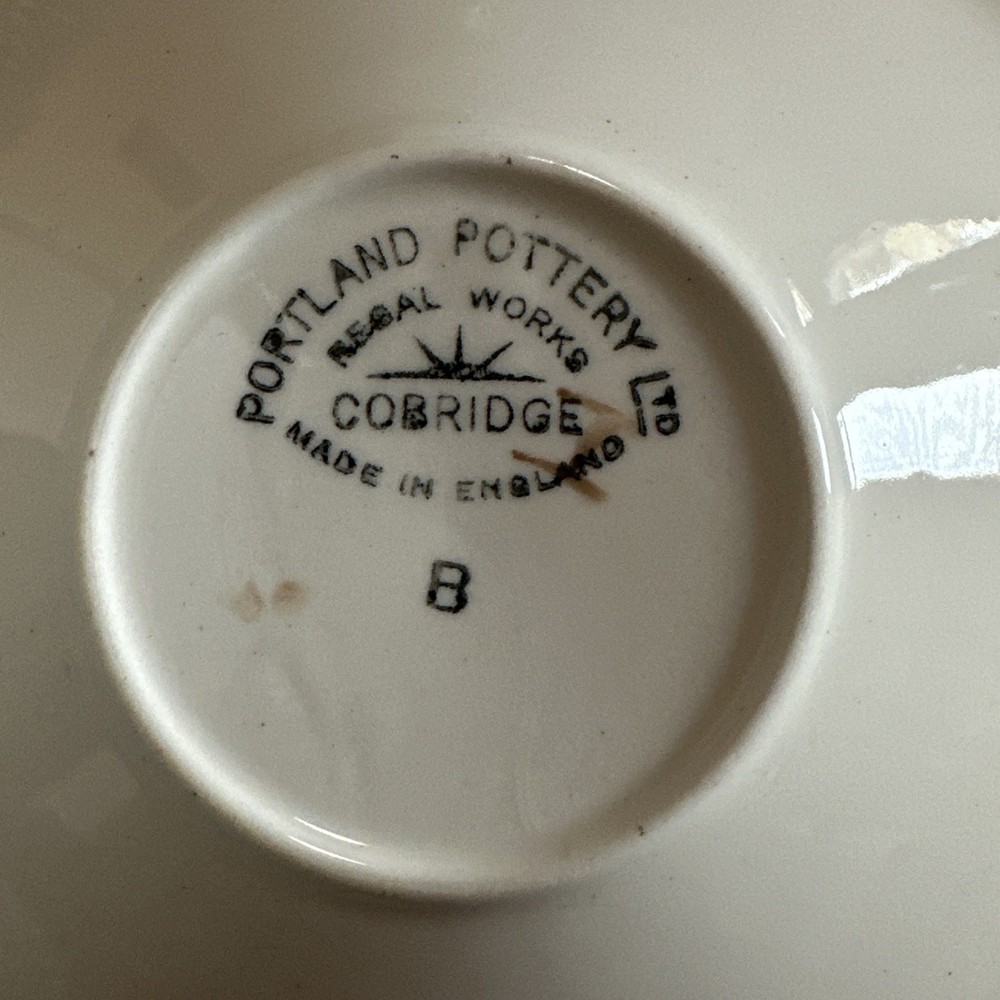 PORTLAND POTTERY LTD
REGAL WORKS
COBRIDGE
MADE IN ENGLAND
B